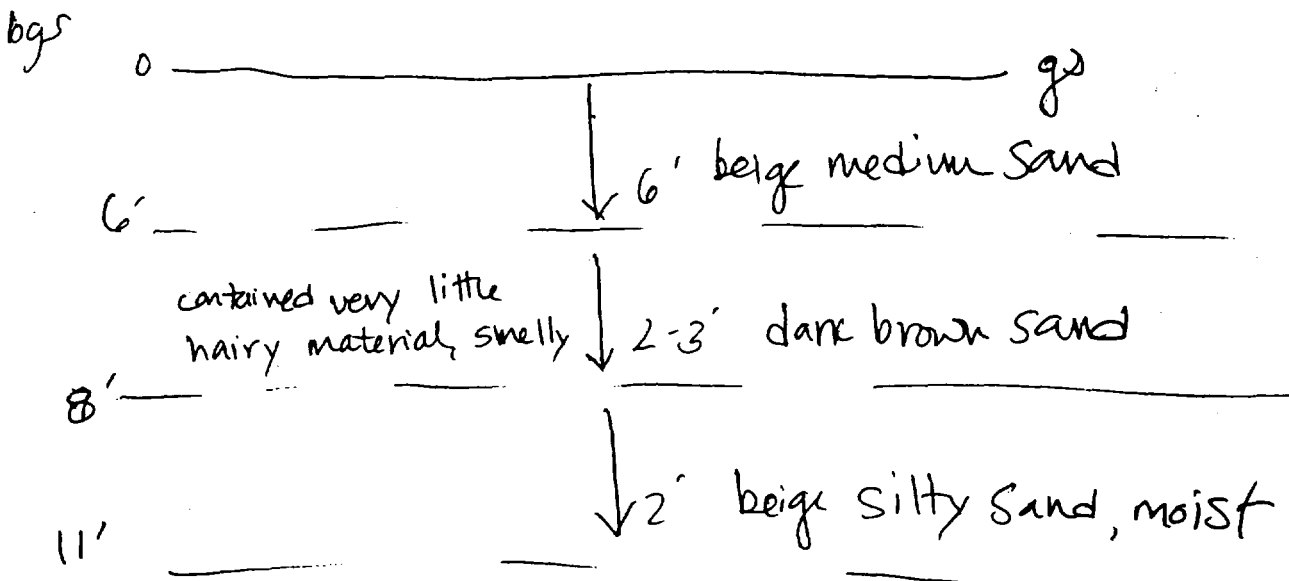 bgs
0 gs
6' beige medium sand
6'
contained very little
hairy material, smelly
2-3' dark brown sand
8'
2' beige silty sand, moist
11'